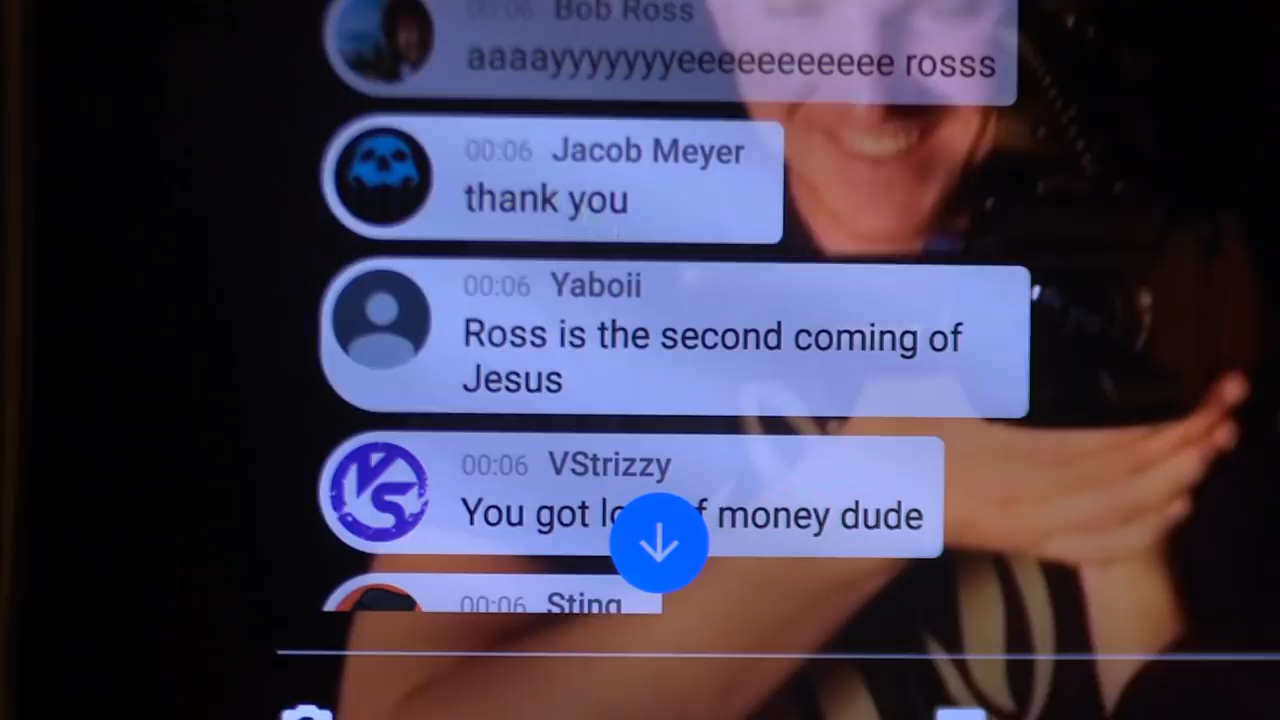 00:06 Bob Ross
aaaayyyyyyyeeeeeeeeeee rosss
00:06 Jacob Meyer
thank you
00:06 Yaboii
Ross is the second coming of
Jesus
VS
00:06 VStrizzy
You got money dude
00:06 Sting